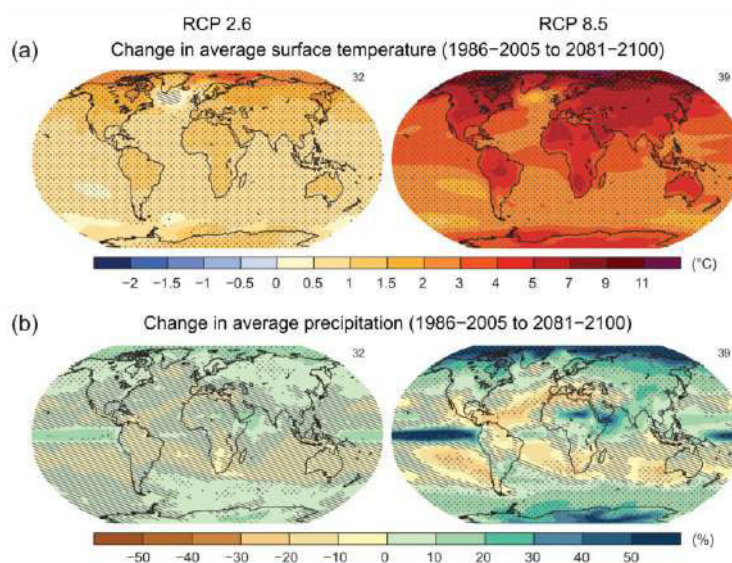 RCP 2.6 RCP 8.5
(a) Change in average surface temperature (1986−2005 to 2081−2100)
32 39
−2 −1.5 −1 −0.5 0 0.5 1 1.5 2 3 4 5 7 9 11 (°C)
(b) Change in average precipitation (1986−2005 to 2081−2100)
32 39
−50 −40 −30 −20 −10 0 10 20 30 40 50 (%)